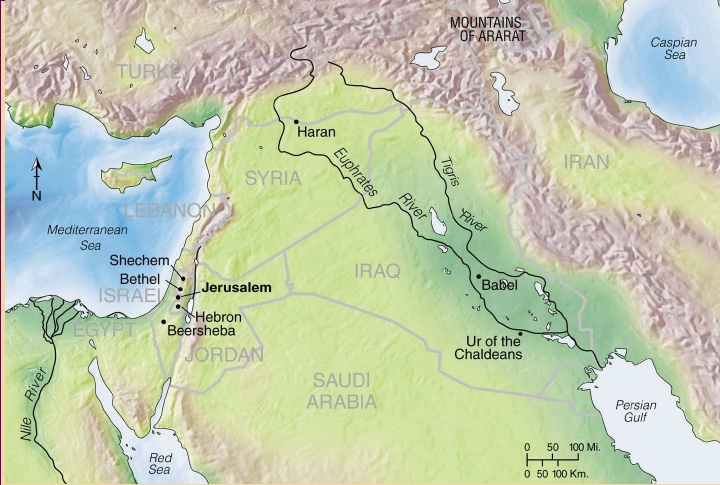 MOUNTAINS
OF ARARAT
Caspian
Sea
TURKEY
Haran
Tigris
River
IRAN
Euphrates
River
SYRIA
N
LEBANON
Mediterranean
Sea
Shechem
Bethel
Jerusalem
ISRAEL
Hebron
Beersheba
IRAQ
Babel
EGYPT
JORDAN
Ur of the
Chaldeans
SAUDI
ARABIA
Nile River
Persian
Gulf
Red
Sea
0 50 100 Mi.
0 50 100 Km.